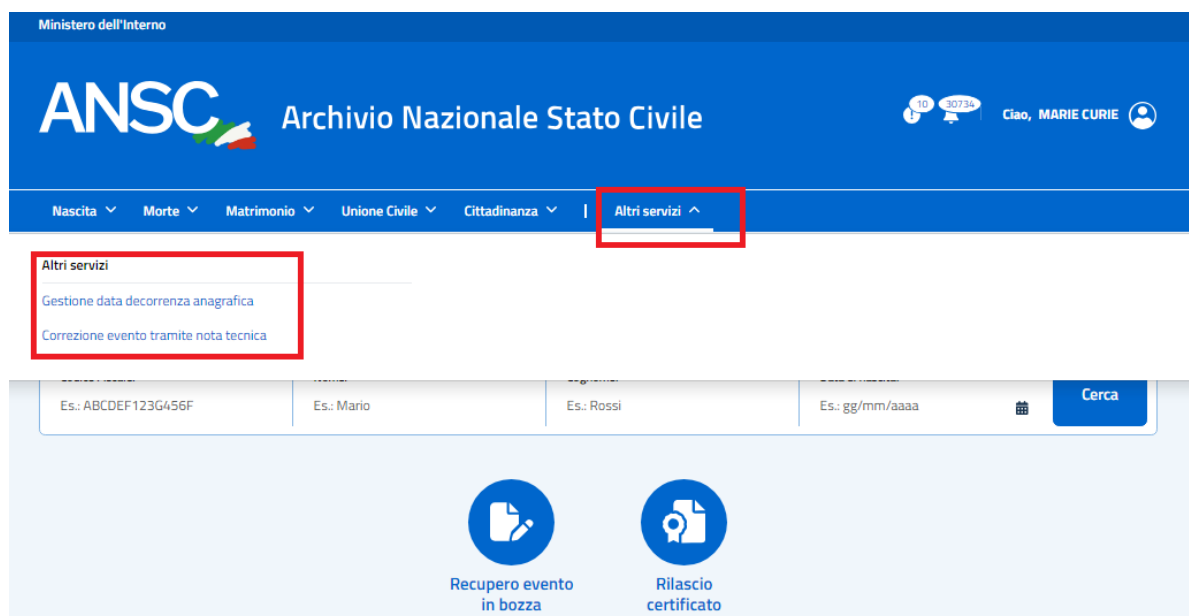 Ministero dell'Interno
ANSC
Archivio Nazionale Stato Civile
10
30734
Ciao, MARIE CURIE
Nascita
Morte
Matrimonio
Unione Civile
Cittadinanza
|
Altri servizi
Altri servizi
Gestione data decorrenza anagrafica
Correzione evento tramite nota tecnica
Es.: ABCDEF123G456F
Es.: Mario
Es.: Rossi
Es.: gg/mm/aaaa
Cerca
Recupero evento
in bozza
Rilascio
certificato